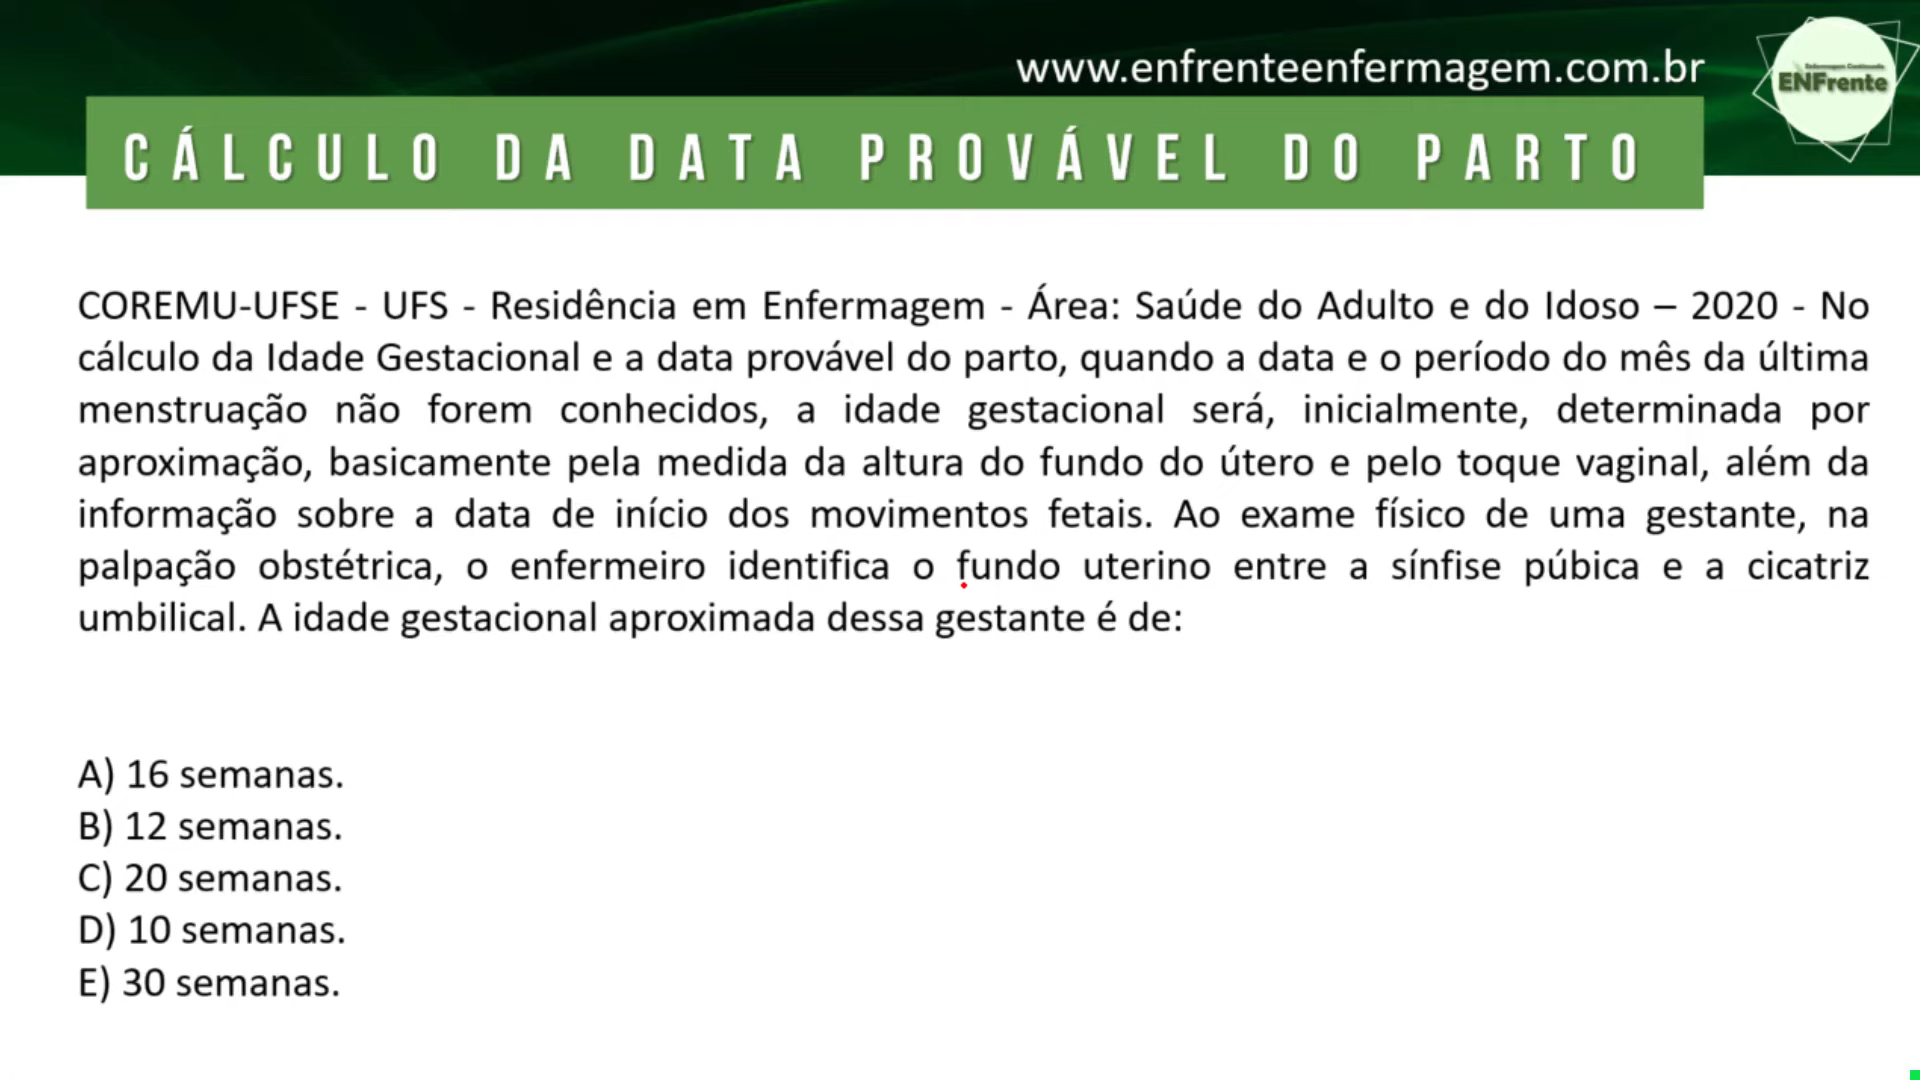 www.enfrenteenfermagem.com.br
ENFrente
CÁLCULO DA DATA PROVÁVEL DO PARTO
COREMU-UFSE - UFS - Residência em Enfermagem - Área: Saúde do Adulto e do Idoso – 2020 - No
cálculo da Idade Gestacional e a data provável do parto, quando a data e o período do mês da última
menstruação não forem conhecidos, a idade gestacional será, inicialmente, determinada por
aproximação, basicamente pela medida da altura do fundo do útero e pelo toque vaginal, além da
informação sobre a data de início dos movimentos fetais. Ao exame físico de uma gestante, na
palpação obstétrica, o enfermeiro identifica o fundo uterino entre a sínfise púbica e a cicatriz
umbilical. A idade gestacional aproximada dessa gestante é de:
A) 16 semanas.
B) 12 semanas.
C) 20 semanas.
D) 10 semanas.
E) 30 semanas.